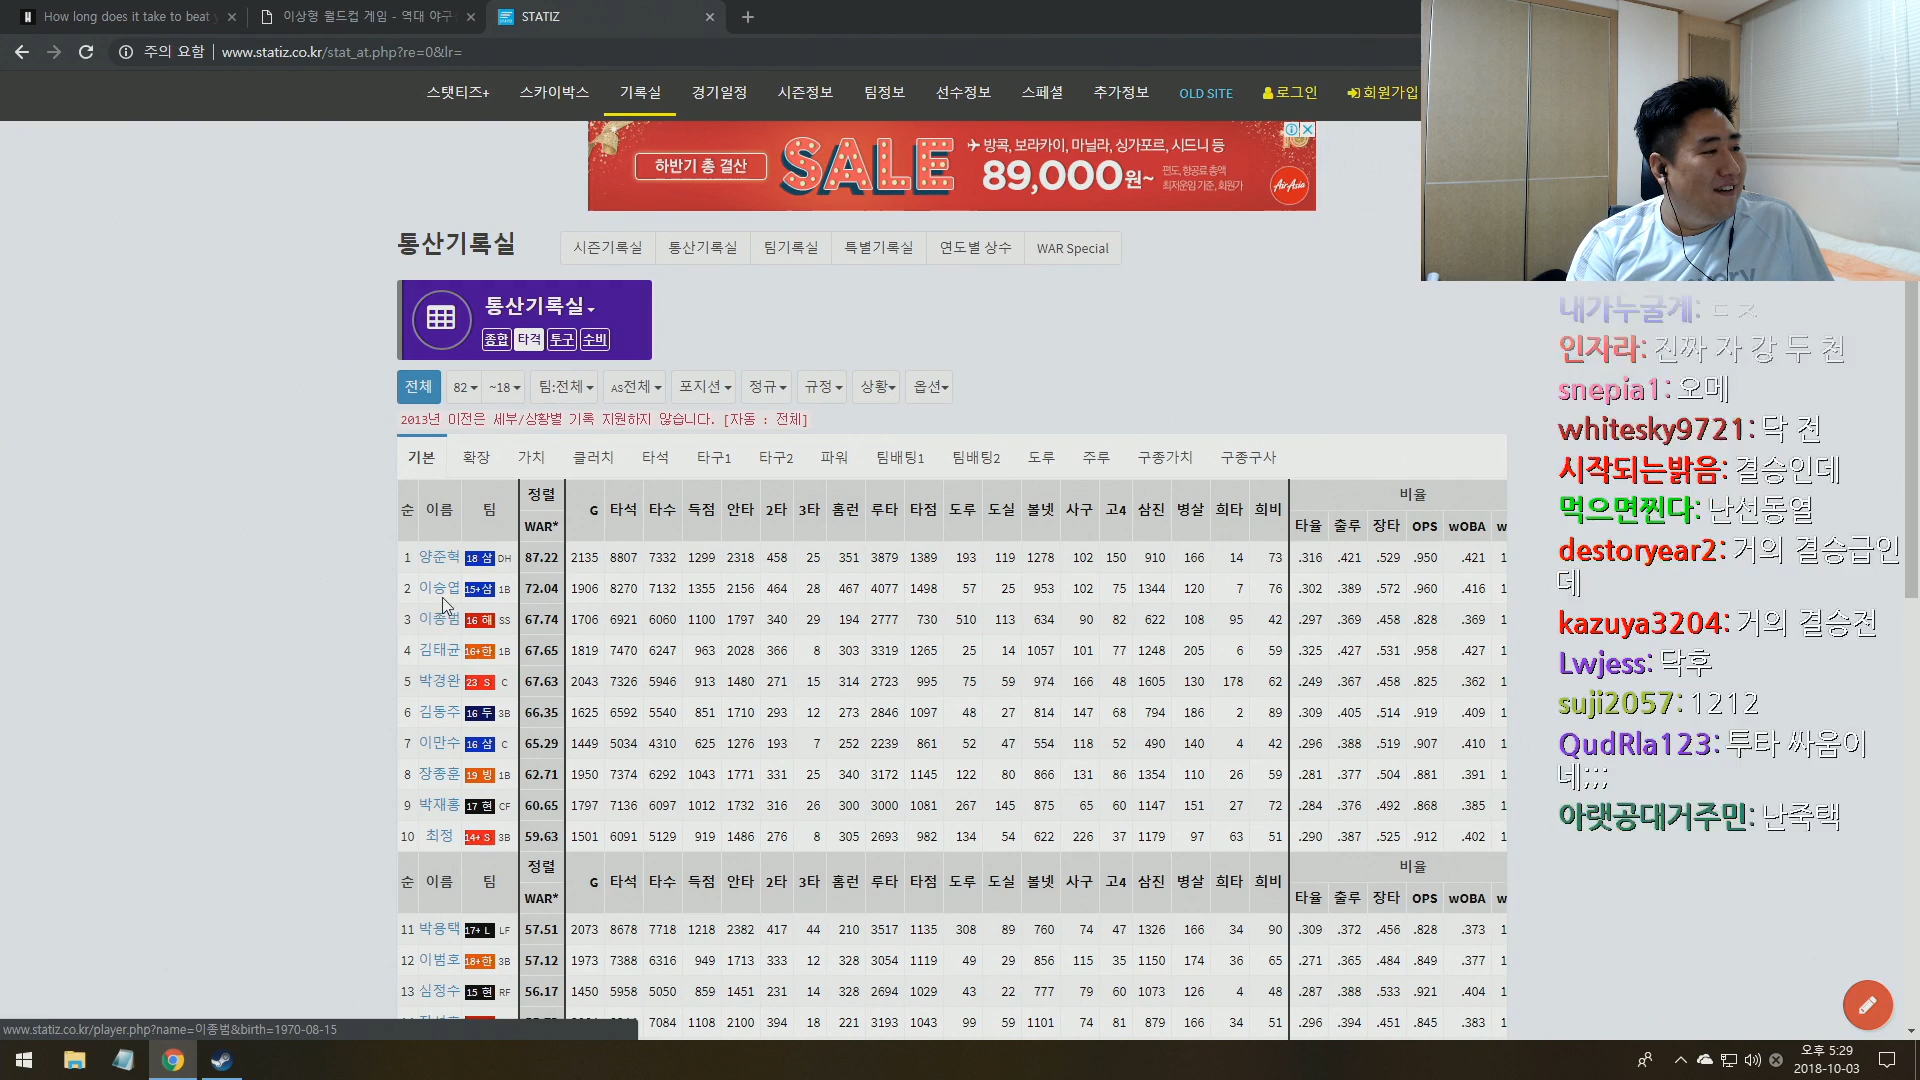 How long does it take to beat y
이상형 월드컵 게임 - 역대 야구
STATIZ
주의 요함 | www.statiz.co.kr/stat_at.php?re=0&lr=
스탯티즈+ 스카이박스 기록실 경기일정 시즌정보 팀정보 선수정보 스페셜 추가정보 OLD SITE 로그인 회원가입
하반기 총 결산 SALE 방콕, 보라카이, 마닐라, 싱가포르, 시드니 등
89,000원~ 편도, 항공료 총액
최저운임 기준, 회원가
AirAsia
통산기록실 시즌기록실 통산기록실 팀기록실 특별기록실 연도별 상수 WAR Special
통산기록실
종합 타격 투구 수비
전체 82 ~18 팀:전체 AS전체 포지션 정규 규정 상황 옵션
2013년 이전은 세부/상황별 기록 지원하지 않습니다. [자동 : 전체]
기본 확장 가치 클러치 타석 타구1 타구2 파워 팀배팅1 팀배팅2 도루 주루 구종가치 구종구사
순 이름 팀 정렬 WAR* G 타석 타수 득점 안타 2타 3타 홈런 루타 타점 도루 도실 볼넷 사구 고4 삼진 병살 희타 희비 비율 타율 출루 장타 OPS wOBA w
1 양준혁 18 삼 DH 87.22 2135 8807 7332 1299 2318 458 25 351 3879 1389 193 119 1278 102 150 910 166 14 73 .316 .421 .529 .950 .421 1
2 이승엽 15+삼 1B 72.04 1906 8270 7132 1355 2156 464 28 467 4077 1498 57 25 953 102 75 1344 120 7 76 .302 .389 .572 .960 .416 1
3 이종범 16 해 SS 67.74 1706 6921 6060 1100 1797 340 29 194 2777 730 510 113 634 90 82 622 108 95 42 .297 .369 .458 .828 .369 1
4 김태균 16+한 1B 67.65 1819 7470 6247 963 2028 366 8 303 3319 1265 25 14 1057 101 77 1248 205 6 59 .325 .427 .531 .958 .427 1
5 박경완 23 S C 67.63 2043 7326 5946 913 1480 271 15 314 2723 995 75 59 974 166 48 1605 130 178 62 .249 .367 .458 .825 .362 1
6 김동주 16 두 3B 66.35 1625 6592 5540 851 1710 293 12 273 2846 1097 48 27 814 147 68 794 186 2 89 .309 .405 .514 .919 .409 1
7 이만수 16 삼 C 65.29 1449 5034 4310 625 1276 193 7 252 2239 861 52 47 554 118 52 490 140 4 42 .296 .388 .519 .907 .410 1
8 장종훈 19 빙 1B 62.71 1950 7374 6292 1043 1771 331 25 340 3172 1145 122 80 866 131 86 1354 110 26 59 .281 .377 .504 .881 .391 1
9 박재홍 17 현 CF 60.65 1797 7136 6097 1012 1732 316 26 300 3000 1081 267 145 875 65 60 1147 151 27 72 .284 .376 .492 .868 .385 1
10 최정 14+ S 3B 59.63 1501 6091 5129 919 1486 276 8 305 2693 982 134 54 622 226 37 1179 97 63 51 .290 .387 .525 .912 .402 1
순 이름 팀 정렬 WAR* G 타석 타수 득점 안타 2타 3타 홈런 루타 타점 도루 도실 볼넷 사구 고4 삼진 병살 희타 희비 비율 타율 출루 장타 OPS wOBA w
11 박용택 17+ L LF 57.51 2073 8678 7718 1218 2382 417 44 210 3517 1135 308 89 760 74 47 1326 166 34 90 .309 .372 .456 .828 .373 1
12 이범호 18+한 3B 57.12 1973 7388 6316 949 1713 333 12 328 3054 1119 49 29 856 115 35 1150 174 36 65 .271 .365 .484 .849 .377 1
13 심정수 15 현 RF 56.17 1450 5958 5050 859 1451 231 14 328 2694 1029 43 22 777 79 60 1073 126 4 48 .287 .388 .533 .921 .404 1
7084 1108 2100 394 18 221 3193 1043 99 59 1101 74 81 879 166 34 51 .296 .394 .451 .845 .383 1
www.statiz.co.kr/player.php?name=이종범&birth=1970-08-15
내가누굴게: ㄷㅈ
인자라: 진짜 자 강 두 천
snepia1: 오메
whitesky9721: 닥 전
시작되는밝음: 결승인데
먹으면찐다: 난선동열
destoryear2: 거의 결승급인
데
kazuya3204: 거의 결승전
Lwjess: 닥후
suji2057: 1212
QudRla123: 투타 싸움이
네;;;
아랫공대거주민: 난죽택
오후 5:29
2018-10-03